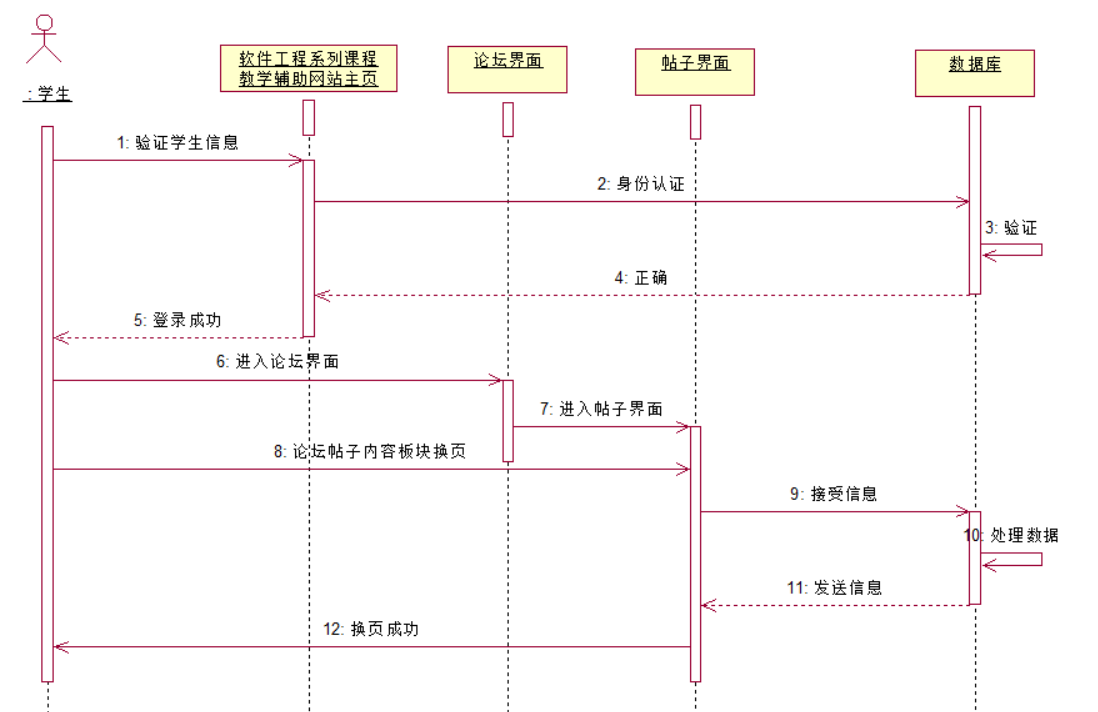 软件工程系列课程
教学辅助网站主页
论坛界面
帖子界面
数据库
: 学生
1: 验证学生信息
2: 身份认证
3: 验证
4: 正确
5: 登录成功
6: 进入论坛界面
7: 进入帖子界面
8: 论坛帖子内容板块换页
9: 接受信息
10: 处理数据
11: 发送信息
12: 换页成功